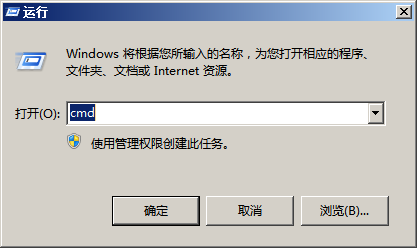 运行
Windows 将根据您所输入的名称，为您打开相应的程序、
文件夹、文档或 Internet 资源。
打开(O): cmd
使用管理权限创建此任务。
确定 取消 浏览(B)...